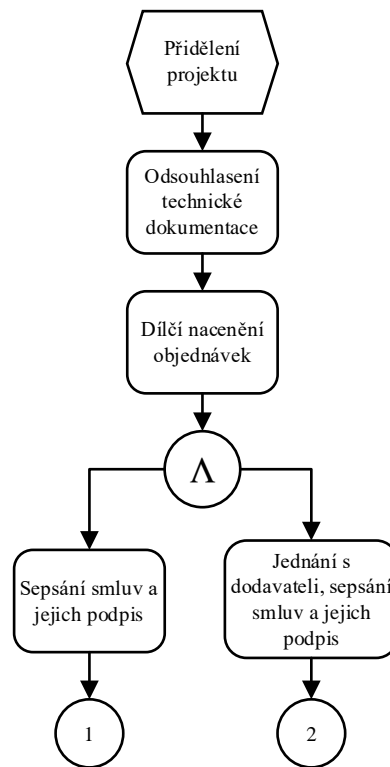 Přidělení
projektu
Odsouhlasení
technické
dokumentace
Dílčí nacenění
objednávek
Λ
Sepsání smluv a
jejich podpis
Jednání s
dodavateli, sepsání
smluv a jejich
podpis
1
2